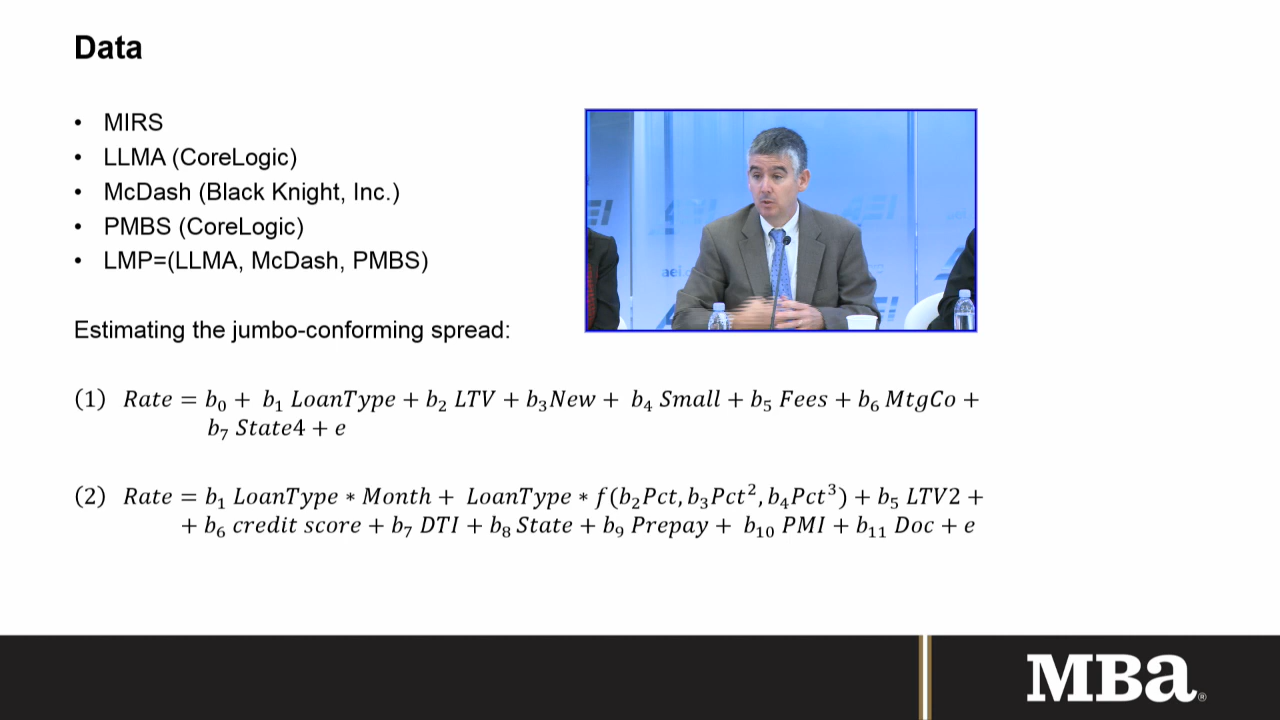 Data
• MIRS
• LLMA (CoreLogic)
• McDash (Black Knight, Inc.)
• PMBS (CoreLogic)
• LMP=(LLMA, McDash, PMBS)
AEI
aei.
Estimating the jumbo-conforming spread:
(1) Rate = b₀ + b₁ LoanType + b₂ LTV + b₃New + b₄ Small + b₅ Fees + b₆ MtgCo +
b₇ State4 + e
(2) Rate = b₁ LoanType ∗ Month + LoanType ∗ f(b₂Pct, b₃Pct², b₄Pct³) + b₅ LTV2 +
+ b₆ credit score + b₇ DTI + b₈ State + b₉ Prepay + b₁₀ PMI + b₁₁ Doc + e
MBa®